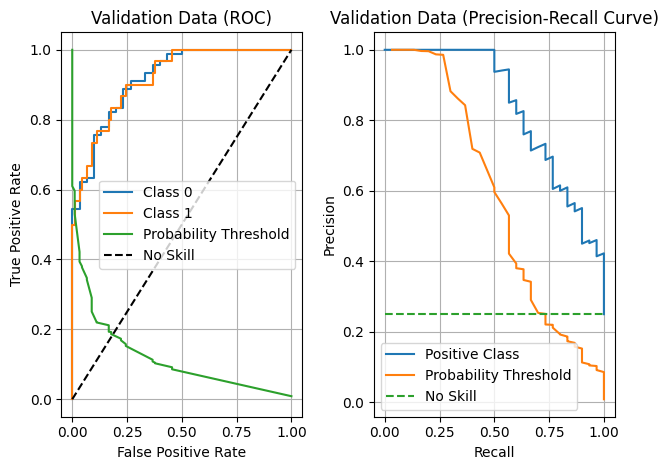 Validation Data (ROC)
True Positive Rate
1.0
0.8
0.6
0.4
0.2
0.0
Class 0
Class 1
Probability Threshold
No Skill
0.00 0.25 0.50 0.75 1.00
False Positive Rate
Validation Data (Precision-Recall Curve)
Precision
1.0
0.8
0.6
0.4
0.2
0.0
Positive Class
Probability Threshold
No Skill
0.00 0.25 0.50 0.75 1.00
Recall